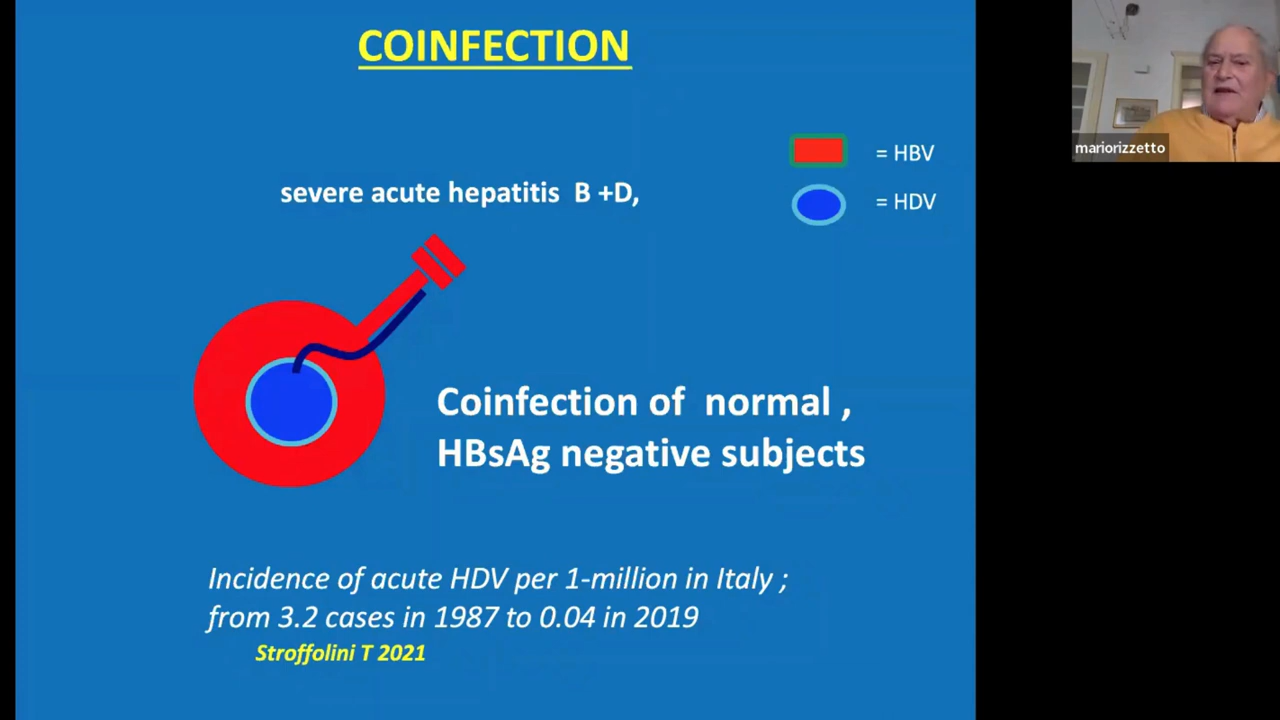 COINFECTION
mariorizzetto
= HBV
severe acute hepatitis B +D,
= HDV
Coinfection of normal ,
HBsAg negative subjects
Incidence of acute HDV per 1-million in Italy ;
from 3.2 cases in 1987 to 0.04 in 2019
Stroffolini T 2021